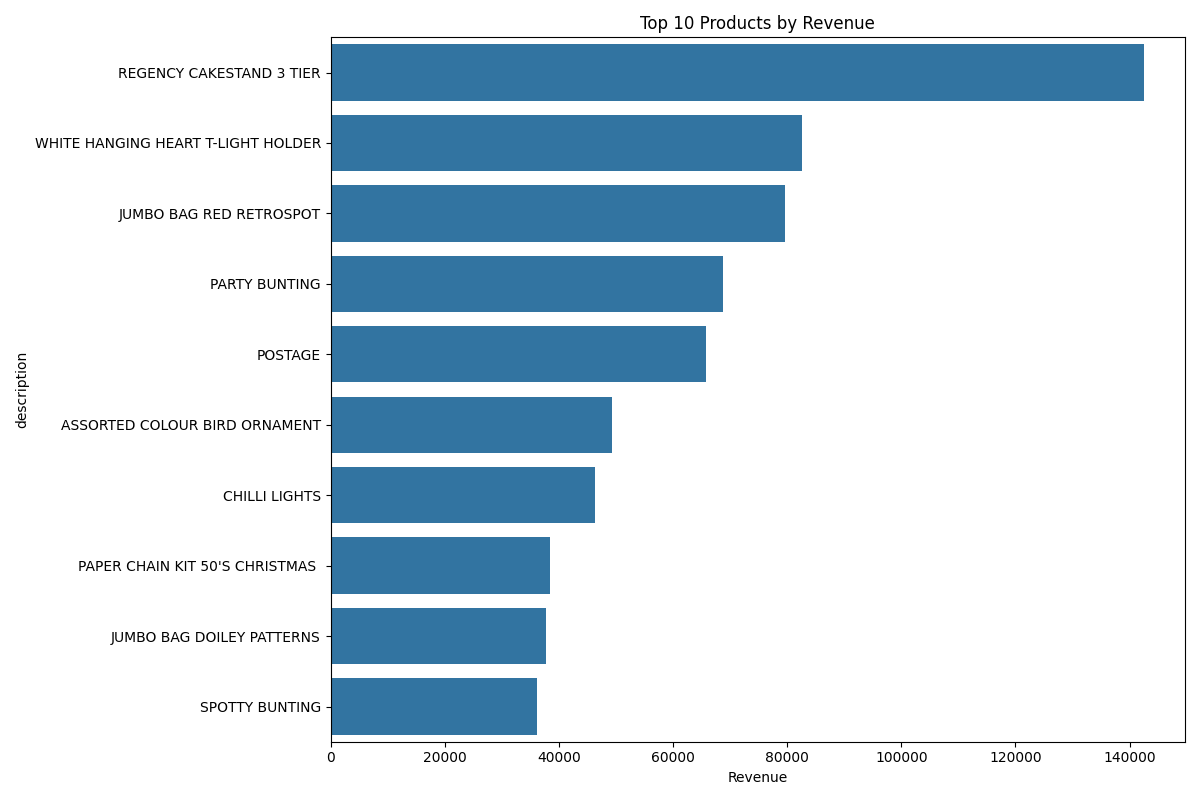 Top 10 Products by Revenue
REGENCY CAKESTAND 3 TIER
WHITE HANGING HEART T-LIGHT HOLDER
JUMBO BAG RED RETROSPOT
PARTY BUNTING
POSTAGE
ASSORTED COLOUR BIRD ORNAMENT
CHILLI LIGHTS
PAPER CHAIN KIT 50'S CHRISTMAS
JUMBO BAG DOILEY PATTERNS
SPOTTY BUNTING
description
0 20000 40000 60000 80000 100000 120000 140000
Revenue